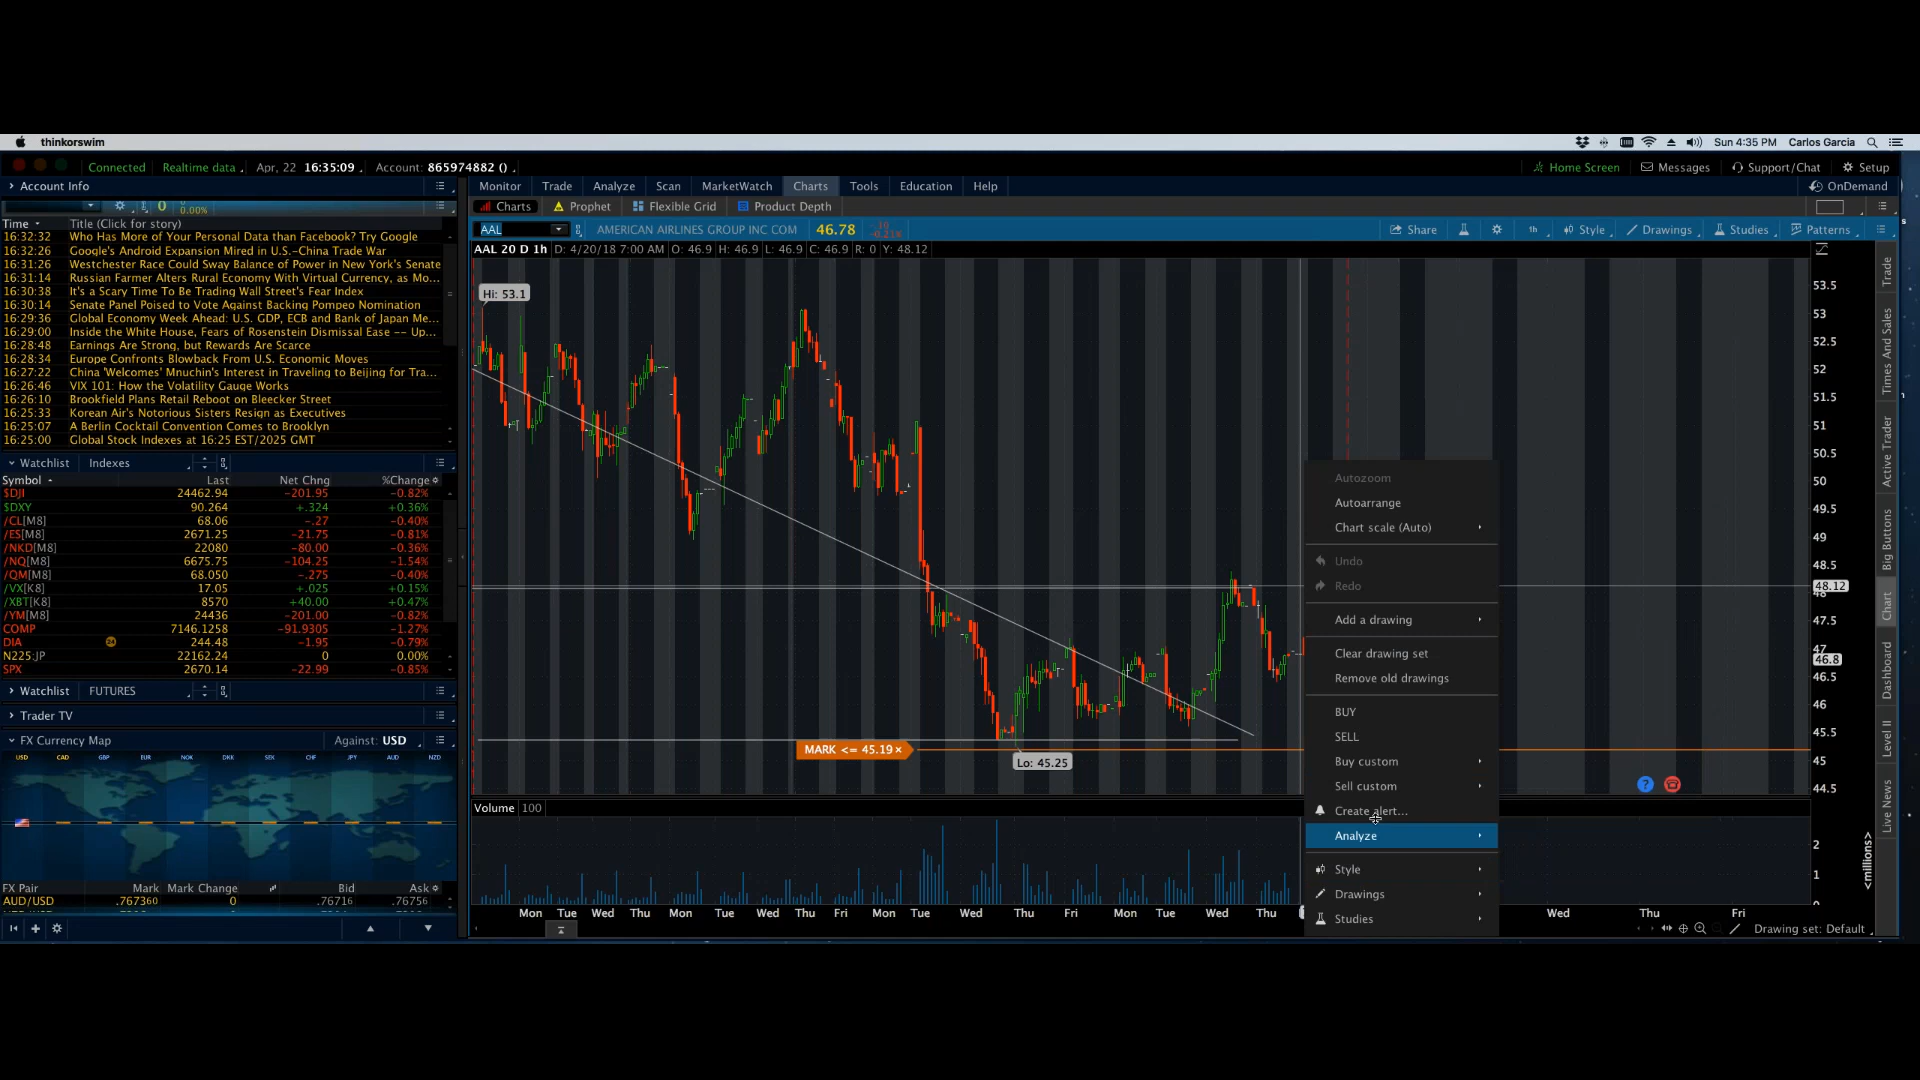 thinkorswim
Sun 4:35 PM Carlos Garcia
Connected Realtime data Apr, 22 16:35:09 Account: 865974882 ()
Home Screen Messages Support/Chat Setup
Account Info
Monitor Trade Analyze Scan MarketWatch Charts Tools Education Help
OnDemand
0
0.00%
Charts Prophet Flexible Grid Product Depth
Time Title (Click for story)
16:32:32 Who Has More of Your Personal Data than Facebook? Try Google
16:32:26 Google's Android Expansion Mired in U.S.-China Trade War
16:31:26 Westchester Race Could Sway Balance of Power in New York's Senate
16:31:14 Russian Farmer Alters Rural Economy With Virtual Currency, as Mo...
16:30:38 It's a Scary Time To Be Trading Wall Street's Fear Index
16:30:14 Senate Panel Poised to Vote Against Backing Pompeo Nomination
16:29:36 Global Economy Week Ahead: U.S. GDP, ECB and Bank of Japan Me...
16:29:00 Inside the White House, Fears of Rosenstein Dismissal Ease -- Up...
16:28:48 Earnings Are Strong, but Rewards Are Scarce
16:28:34 Europe Confronts Blowback From U.S. Economic Moves
16:27:22 China 'Welcomes' Mnuchin's Interest in Traveling to Beijing for Tra...
16:26:46 VIX 101: How the Volatility Gauge Works
16:26:10 Brookfield Plans Retail Reboot on Bleecker Street
16:25:33 Korean Air's Notorious Sisters Resign as Executives
16:25:07 A Berlin Cocktail Convention Comes to Brooklyn
16:25:00 Global Stock Indexes at 16:25 EST/2025 GMT
Watchlist Indexes
Symbol Last Net Chng %Change
$DJI 24462.94 -201.95 -0.82%
$DXY 90.264 +.324 +0.36%
/CL[M8] 68.06 -.27 -0.40%
/ES[M8] 2671.25 -21.75 -0.81%
/NKD[M8] 22080 -80.00 -0.36%
/NQ[M8] 6675.75 -104.25 -1.54%
/QM[M8] 68.050 -.275 -0.40%
/VX[K8] 17.05 +.025 +0.15%
/XBT[K8] 8570 +40.00 +0.47%
/YM[M8] 24436 -201.00 -0.82%
COMP 7146.1258 -91.9305 -1.27%
DIA 244.48 -1.95 -0.79%
N225:JP 22162.24 0 0.00%
SPX 2670.14 -22.99 -0.85%
Watchlist FUTURES
Trader TV
FX Currency Map Against: USD
USD CAD GBP EUR NOK DKK SEK CHF JPY AUD NZD
FX Pair Mark Mark Change Bid Ask
AUD/USD .767360 0 .76716 .76756
AAL AMERICAN AIRLINES GROUP INC COM 46.78
-0.21%
Share 1h Style Drawings Studies Patterns
AAL 20 D 1h D: 4/20/18 7:00 AM O: 46.9 H: 46.9 L: 46.9 C: 46.9 R: 0 Y: 48.12
Hi: 53.1
MARK <= 45.19 ×
Lo: 45.25
53.5
53
52.5
52
51.5
51
50.5
50
49.5
49
48.5
48.12
48
47.5
47
46.8
46.5
46
45.5
45
44.5
Autozoom
Autoarrange
Chart scale (Auto)
Undo
Redo
Add a drawing
Clear drawing set
Remove old drawings
BUY
SELL
Buy custom
Sell custom
Create alert...
Analyze
Style
Drawings
Studies
Volume 100
2
1
0
<millions>
Mon Tue Wed Thu Mon Tue Wed Thu Fri Mon Tue Wed Thu Fri Mon Tue Wed Thu Wed Thu Fri
Drawing set: Default
Trade
Times And Sales
Active Trader
Big Buttons
Chart
Dashboard
Level II
Live News